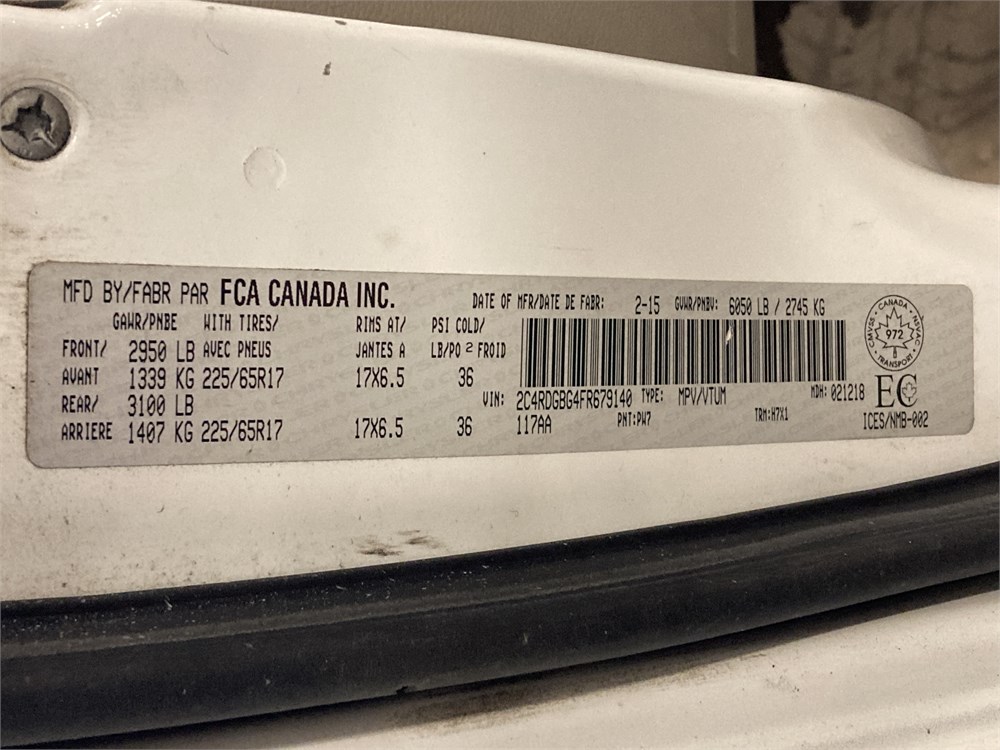 MFD BY/FABR PAR FCA CANADA INC. DATE OF MFR/DATE DE FABR: 2-15 GVWR/PNBV: 6050 LB / 2745 KG
GAWR/PNBE WITH TIRES/ RIMS AT/ PSI COLD/
FRONT/ 2950 LB AVEC PNEUS JANTES A LB/PO 2 FROID
AVANT 1339 KG 225/65R17 17X6.5 36
REAR/ 3100 LB VIN: 2C4RDGBG4FR679140 TYPE: MPV/VTUM MDH: 021218
ARRIERE 1407 KG 225/65R17 17X6.5 36 117AA PNT:PW7 TRM:H7X1
CANADA
CMVSS · NSVAC
972
TRANSPORT
EC
ICES/NMB-002